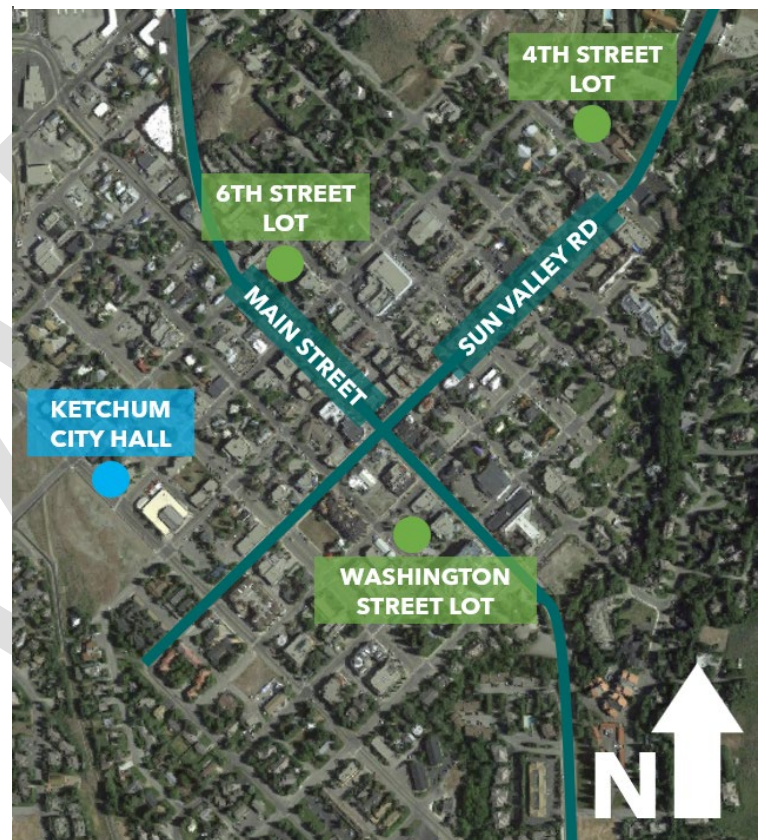 4TH STREET
LOT
6TH STREET
LOT
MAIN STREET
SUN VALLEY RD
KETCHUM
CITY HALL
WASHINGTON
STREET LOT
N